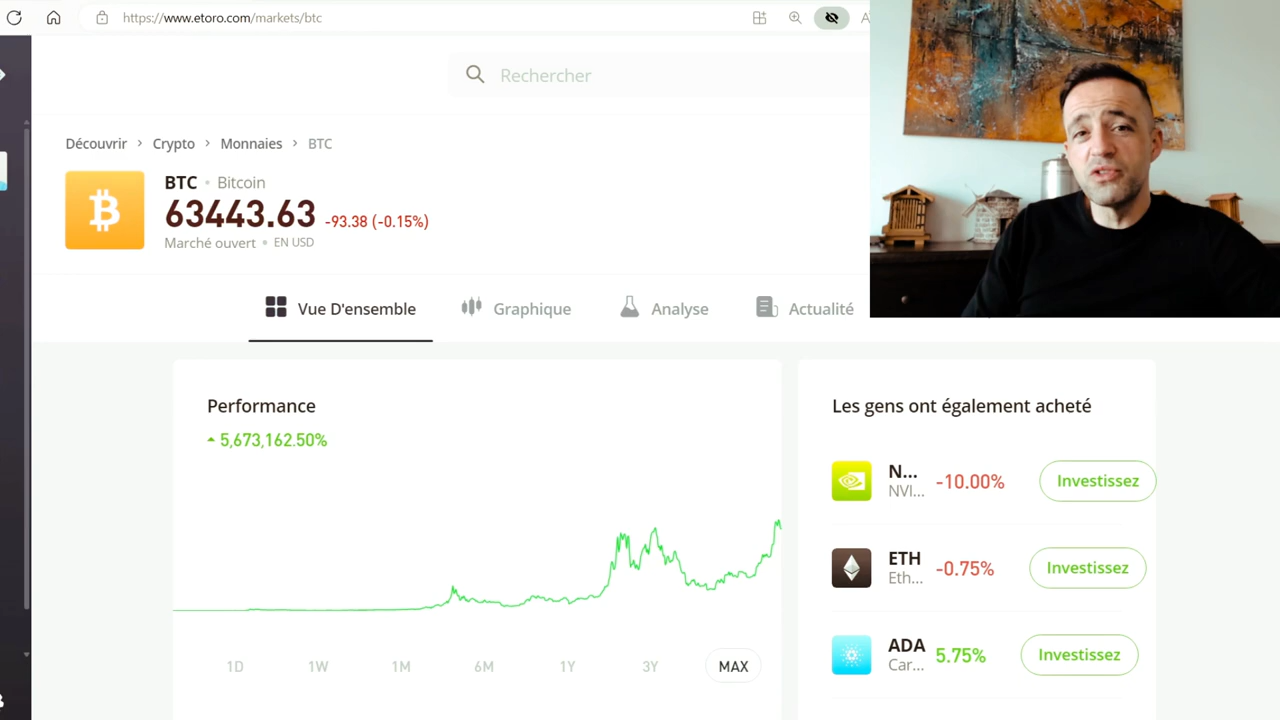 https://www.etoro.com/markets/btc
Rechercher
Découvrir > Crypto > Monnaies > BTC
BTC • Bitcoin
63443.63 -93.38 (-0.15%)
Marché ouvert • EN USD
Vue D'ensemble Graphique Analyse Actualité
Performance
5,673,162.50%
1D 1W 1M 6M 1Y 3Y MAX
Les gens ont également acheté
N... -10.00% Investissez
NVI...
ETH -0.75% Investissez
Eth...
ADA 5.75% Investissez
Car...